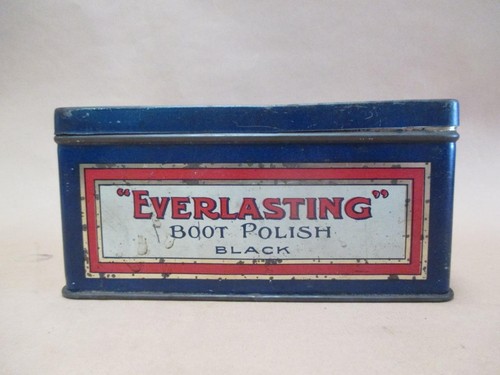 "EVERLASTING"
BOOT POLISH
BLACK